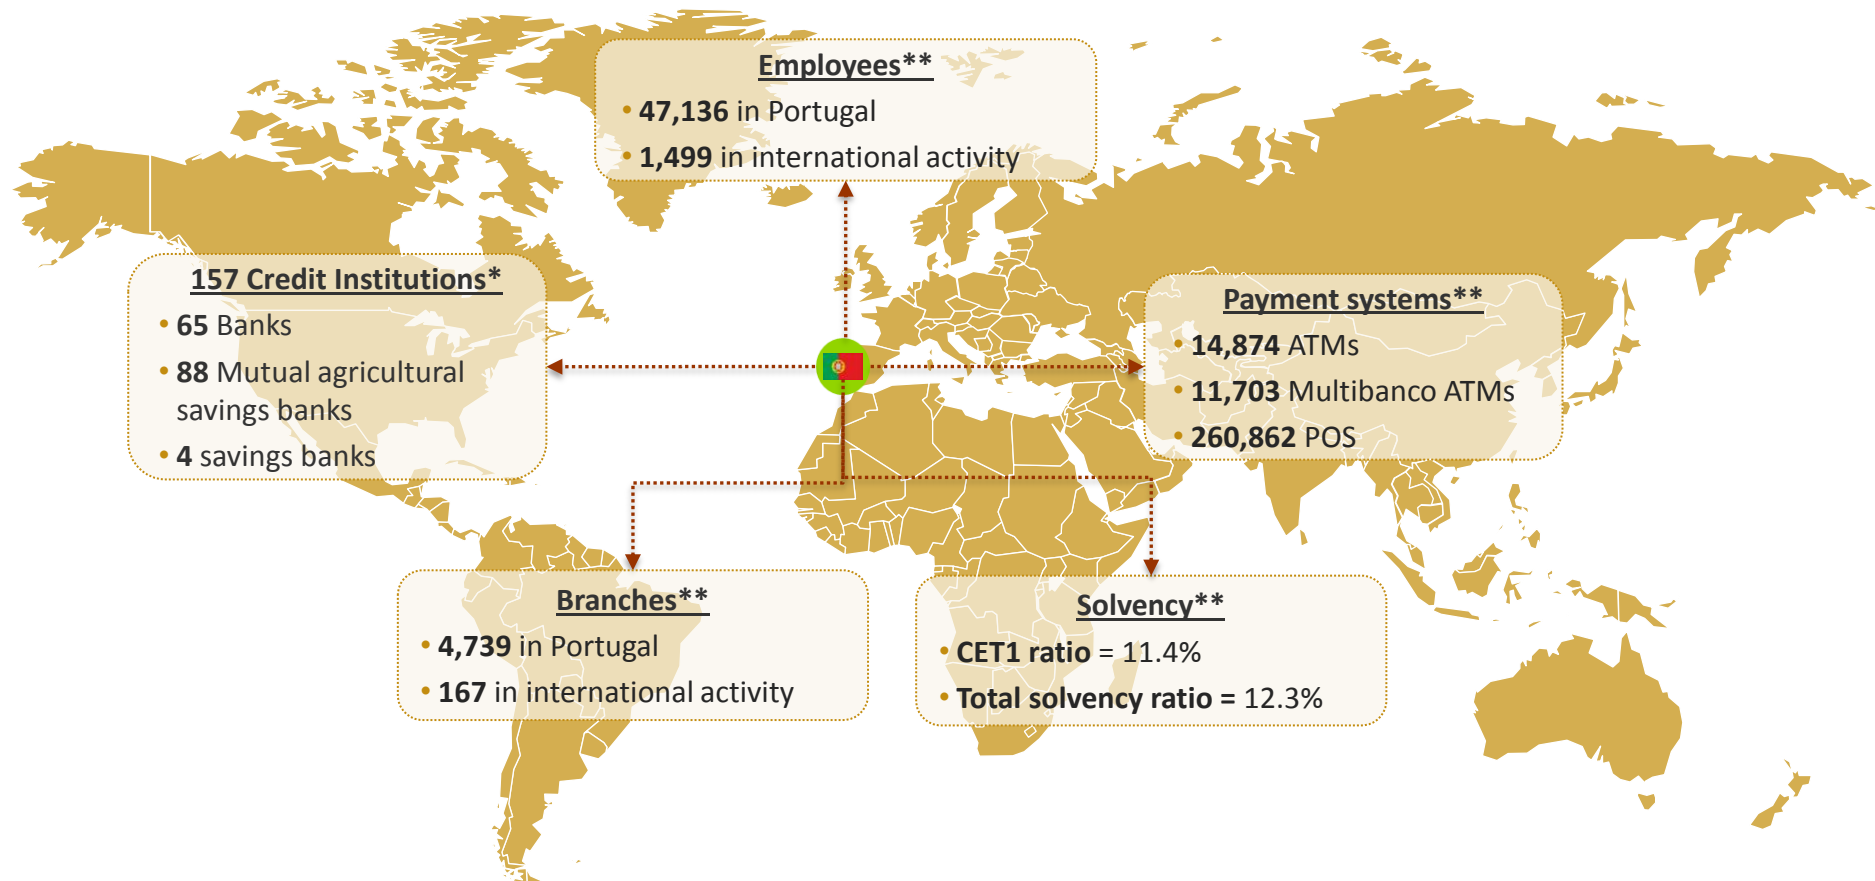 Employees**
• 47,136 in Portugal
• 1,499 in international activity
157 Credit Institutions*
• 65 Banks
• 88 Mutual agricultural
savings banks
• 4 savings banks
Payment systems**
• 14,874 ATMs
• 11,703 Multibanco ATMs
• 260,862 POS
Branches**
• 4,739 in Portugal
• 167 in international activity
Solvency**
• CET1 ratio = 11.4%
• Total solvency ratio = 12.3%